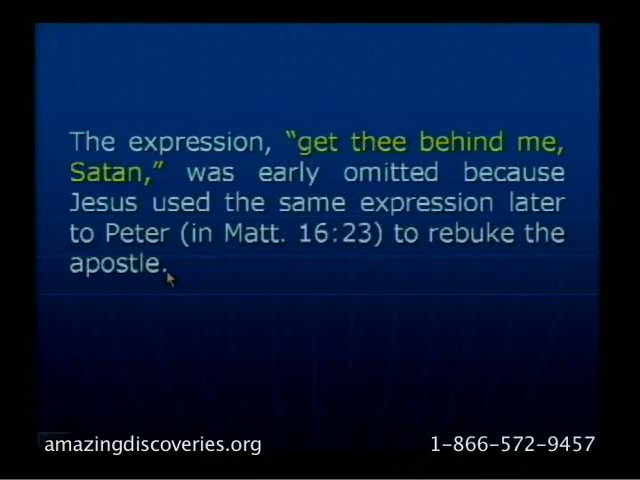 The expression, “get thee behind me,
Satan,” was early omitted because
Jesus used the same expression later
to Peter (in Matt. 16:23) to rebuke the
apostle.
amazingdiscoveries.org 1-866-572-9457